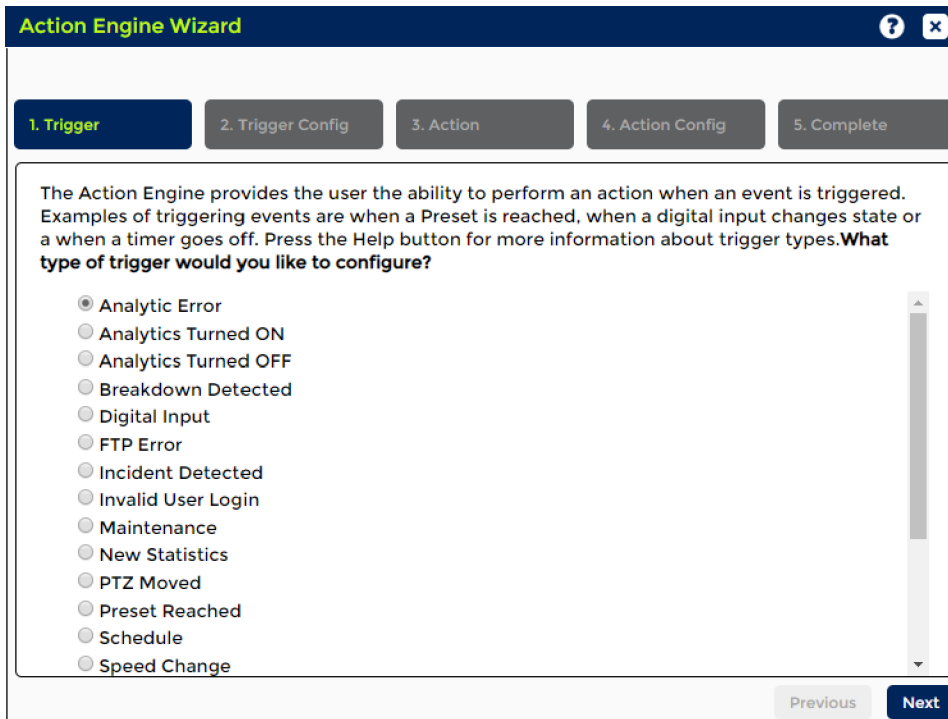 Action Engine Wizard
?
1. Trigger
2. Trigger Config
3. Action
4. Action Config
5. Complete
The Action Engine provides the user the ability to perform an action when an event is triggered.
Examples of triggering events are when a Preset is reached, when a digital input changes state or
a when a timer goes off. Press the Help button for more information about trigger types.What
type of trigger would you like to configure?
Analytic Error
Analytics Turned ON
Analytics Turned OFF
Breakdown Detected
Digital Input
FTP Error
Incident Detected
Invalid User Login
Maintenance
New Statistics
PTZ Moved
Preset Reached
Schedule
Speed Change
Previous
Next